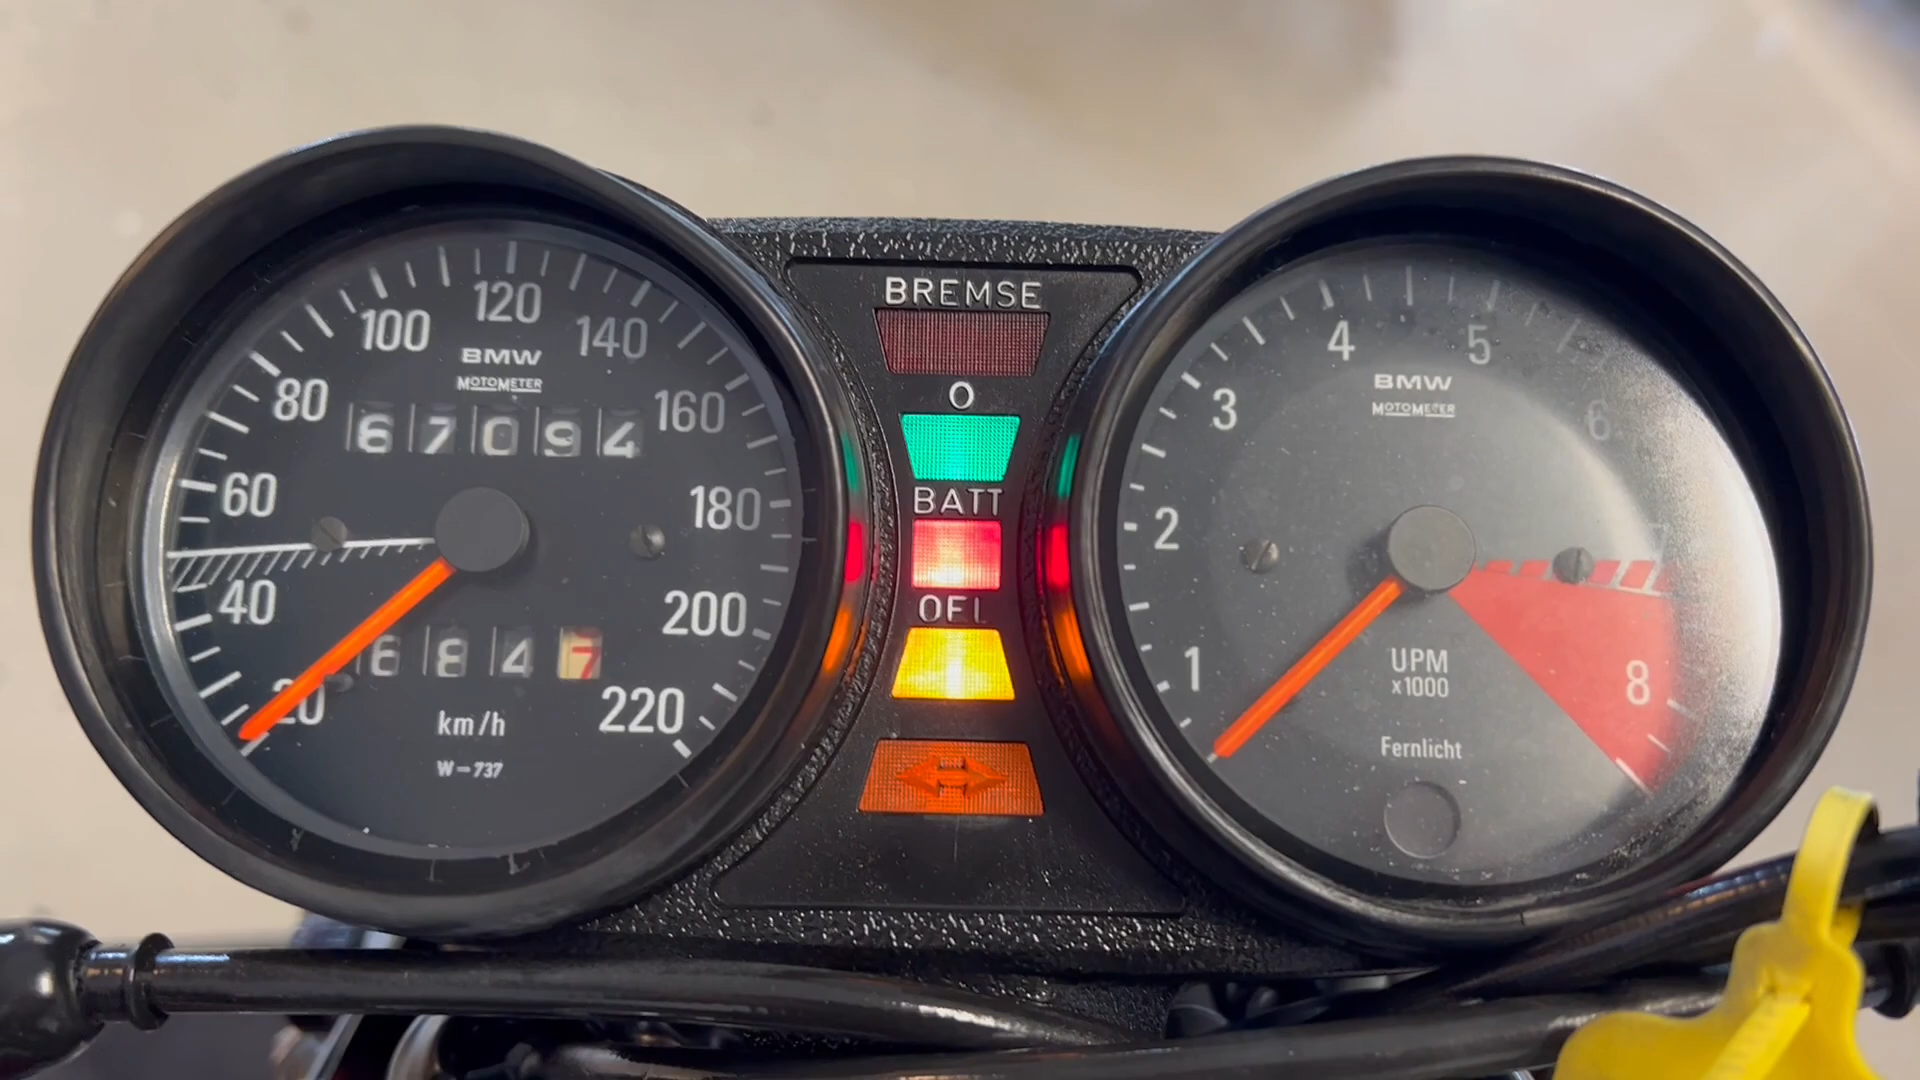 120
100
140
BMW
MOTOMETER
80
160
67094
60
180
40
200
6847
20
220
km/h
W-737
BREMSE
O
BATT
OEL
4
5
BMW
MOTOMETER
3
6
2
1
UPM
x1000
8
Fernlicht